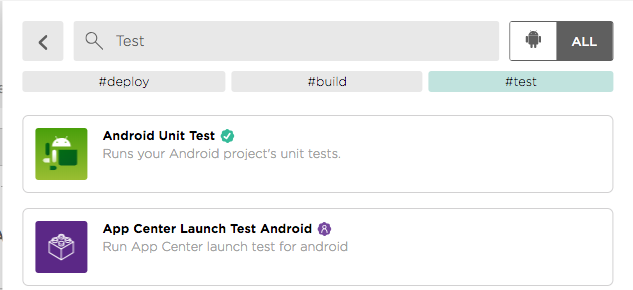 Test
ALL
#deploy
#build
#test
Android Unit Test
Runs your Android project's unit tests.
App Center Launch Test Android
Run App Center launch test for android